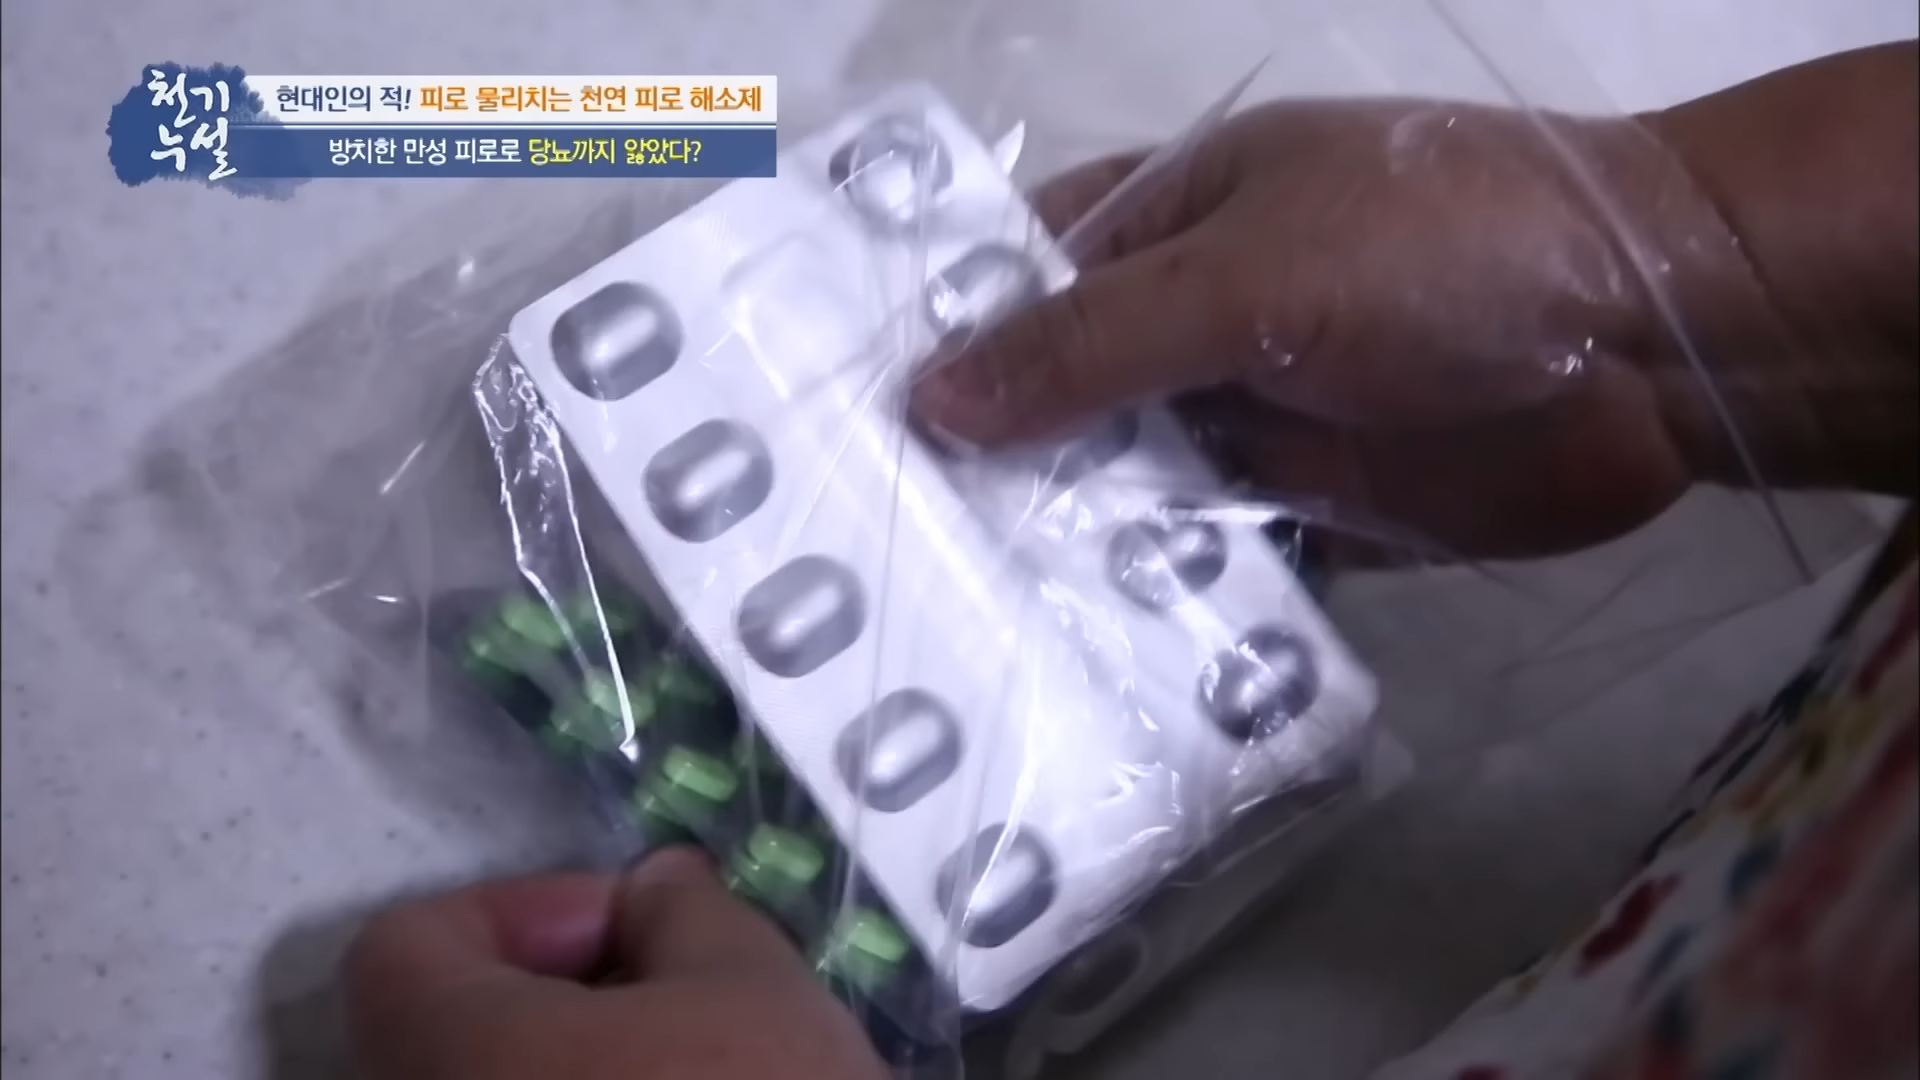 천기
누설
현대인의 적! 피로 물리치는 천연 피로 해소제
방치한 만성 피로로 당뇨까지 앓았다?